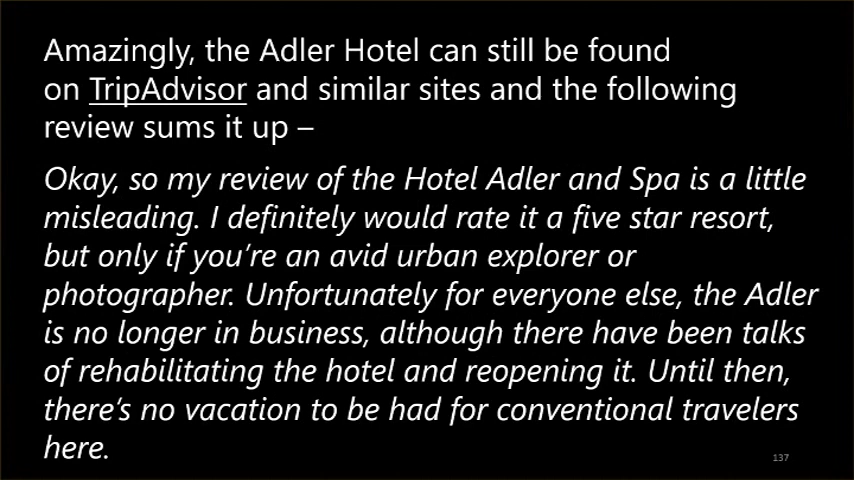 Amazingly, the Adler Hotel can still be found
on TripAdvisor and similar sites and the following
review sums it up –
Okay, so my review of the Hotel Adler and Spa is a little
misleading. I definitely would rate it a five star resort,
but only if you’re an avid urban explorer or
photographer. Unfortunately for everyone else, the Adler
is no longer in business, although there have been talks
of rehabilitating the hotel and reopening it. Until then,
there’s no vacation to be had for conventional travelers
here.
137